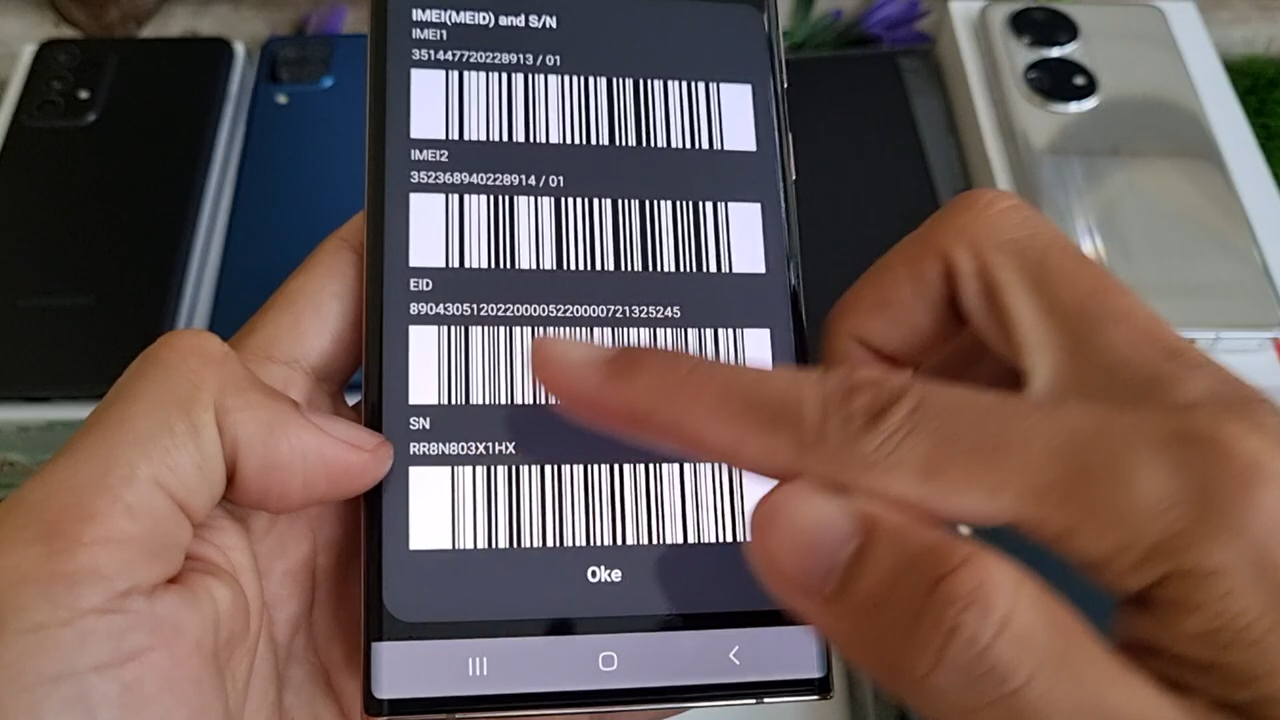 IMEI(MEID) and S/N
IMEI1
351447720228913 / 01
IMEI2
352368940228914 / 01
EID
89043051202200005220000721325245
SN
RR8N803X1HX
Oke